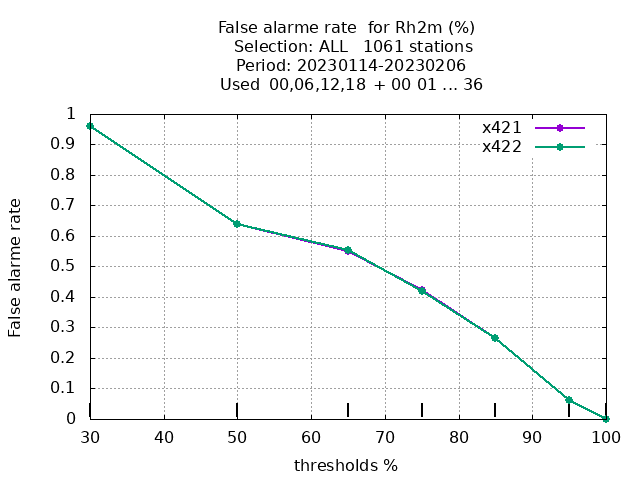 False alarme rate  for Rh2m (%)
Selection: ALL   1061 stations
Period: 20230114-20230206
Used  00,06,12,18  + 00 01 ... 36
x421
x422
False alarme rate
1
0.9
0.8
0.7
0.6
0.5
0.4
0.3
0.2
0.1
0
30 40 50 60 70 80 90 100
thresholds %